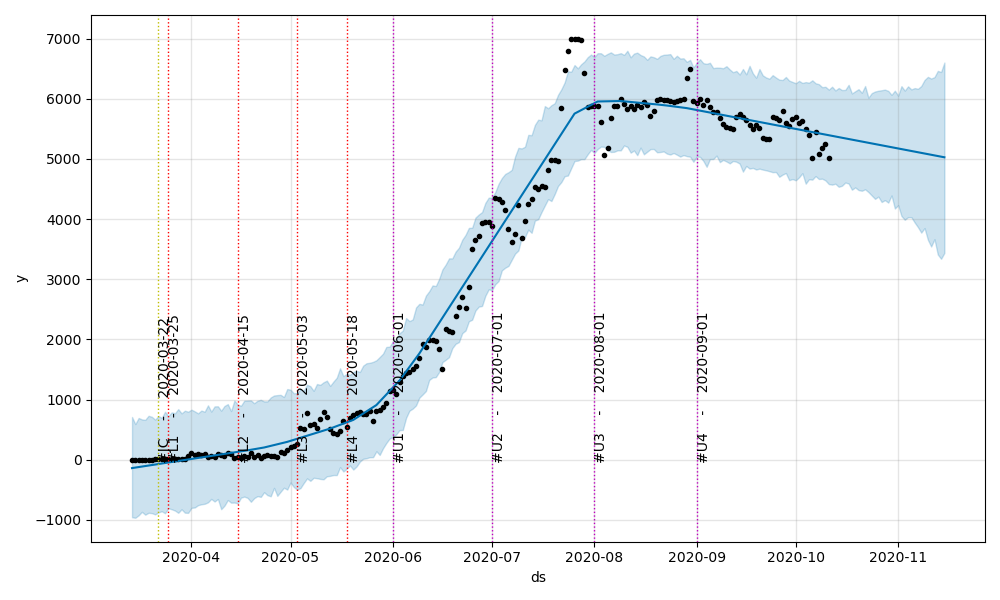 7000
6000
5000
4000
3000
2000
1000
0
−1000
y
#JC - 2020-03-22
#L1 - 2020-03-25
#L2 - 2020-04-15
#L3 - 2020-05-03
#L4 - 2020-05-18
#U1 - 2020-06-01
#U2 - 2020-07-01
#U3 - 2020-08-01
#U4 - 2020-09-01
2020-04 2020-05 2020-06 2020-07 2020-08 2020-09 2020-10 2020-11
ds